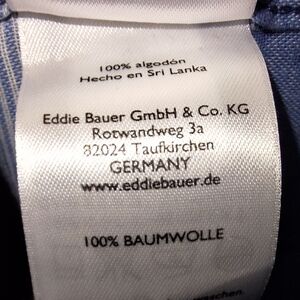 100% algodón
Hecho en Sri Lanka
Eddie Bauer GmbH & Co. KG
Rotwandweg 3a
82024 Taufkirchen
GERMANY
www.eddiebauer.de
100% BAUMWOLLE